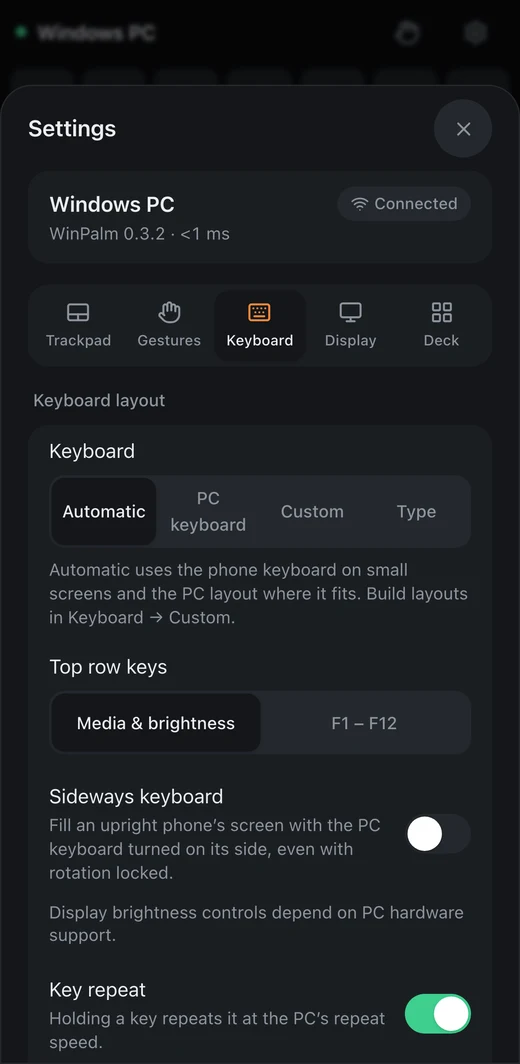 Windows PC
Settings
Windows PC
Connected
WinPalm 0.3.2 · <1 ms
Trackpad
Gestures
Keyboard
Display
Deck
Keyboard layout
Keyboard
Automatic
PC
keyboard
Custom
Type
Automatic uses the phone keyboard on small
screens and the PC layout where it fits. Build layouts
in Keyboard → Custom.
Top row keys
Media & brightness
F1 – F12
Sideways keyboard
Fill an upright phone’s screen with the PC
keyboard turned on its side, even with
rotation locked.
Display brightness controls depend on PC hardware
support.
Key repeat
Holding a key repeats it at the PC’s repeat
speed.